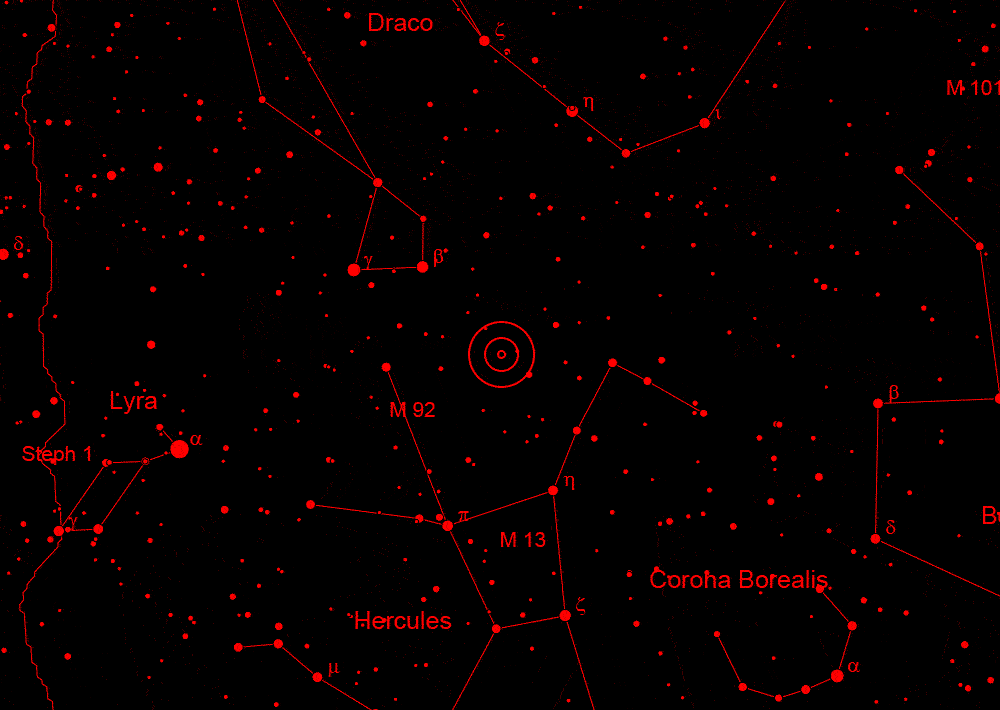 Draco
ζ
η
ι
M 101
δ
γ
β
Lyra
α
M 92
β
Steph 1
γ
π
η
M 13
δ
Corona Borealis
Hercules
ζ
μ
α